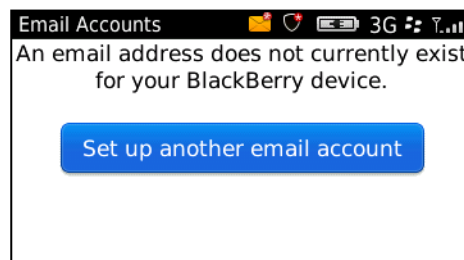 Email Accounts 3G
An email address does not currently exist
for your BlackBerry device.
Set up another email account